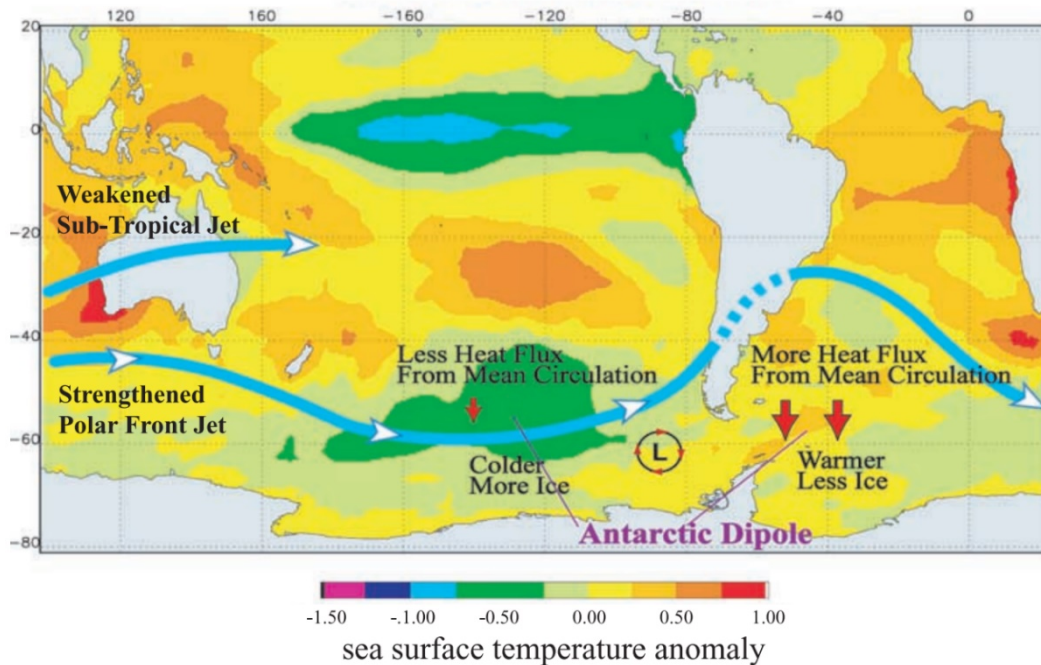 120 160 -160 -120 -80 -40 0
20
0
-20
-40
-60
-80
Weakened
Sub-Tropical Jet
Strengthened
Polar Front Jet
Less Heat Flux
From Mean Circulation
More Heat Flux
From Mean Circulation
L
Colder
More Ice
Warmer
Less Ice
Antarctic Dipole
-1.50 -.1.00 -0.50 0.00 0.50 1.00
sea surface temperature anomaly